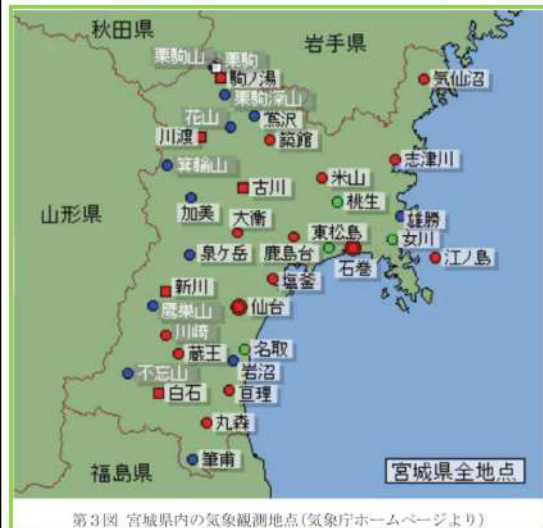 秋田県
岩手県
栗駒山
栗駒
駒ノ湯
気仙沼
栗駒深山
花山
鶯沢
川渡
築館
志津川
箕輪山
米山
古川
桃生
加美
雄勝
山形県
大衡
東松島
女川
泉ケ岳
鹿島台
石巻
江ノ島
新川
塩釜
鷹巣山
仙台
川崎
名取
蔵王
岩沼
不忘山
白石
亘理
丸森
福島県
筆甫
宮城県全地点
第3図 宮城県内の気象観測地点(気象庁ホームページより)